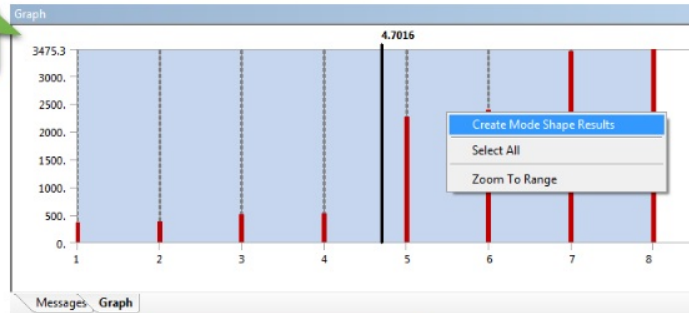 Graph
4.7016
3475.3
3000.
2500.
2000.
1500.
1000.
500.
0.
Create Mode Shape Results
Select All
Zoom To Range
1 2 3 4 5 6 7 8
Messages Graph